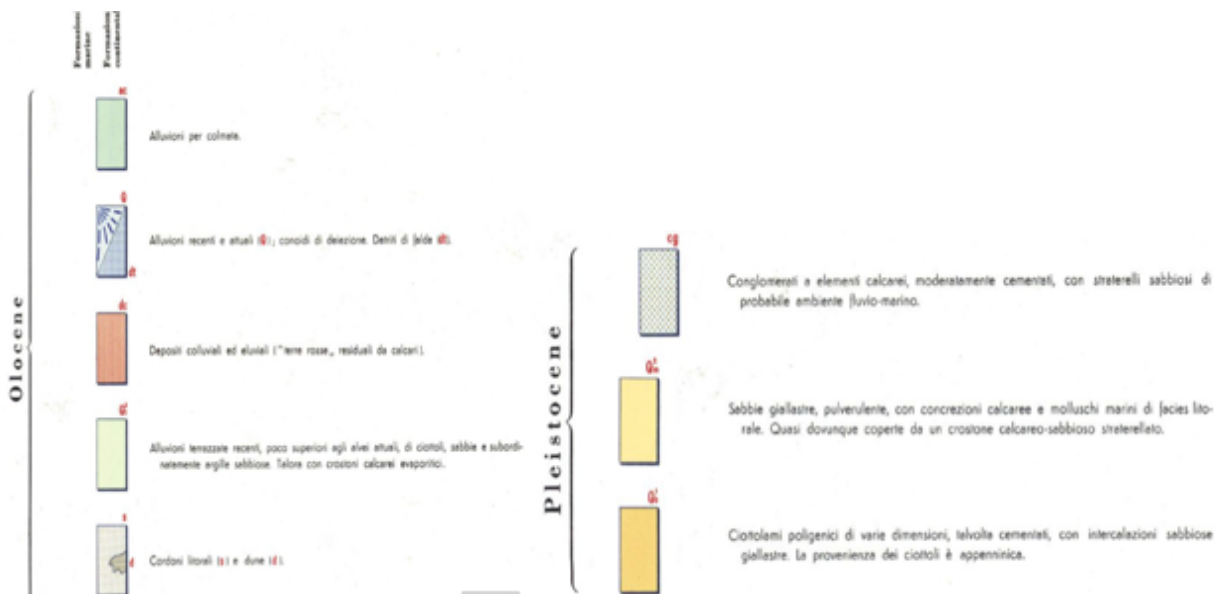 Formazioni
marine
Formazioni
continentali
Olocene
ac
Alluvioni per colmata.
Q
dt
Alluvioni recenti e attuali (Q); conoidi di deiezione. Detriti di falde (dt).
dc
Depositi colluviali ed eluviali ("terre rosse„ residuali da calcari).
Alluvioni terrazzate recenti, poco superiori agli alvei attuali, di ciottoli, sabbie e subordi-
natamente argille sabbiose. Talora con crostoni calcarei evaporitici.
s
d
Cordoni litorali (s) e dune (d).
Pleistocene
cg
Conglomerati a elementi calcarei, moderatamente cementati, con straterelli sabbiosi di
probabile ambiente fluvio-marino.
Sabbie giallastre, pulverulente, con concrezioni calcaree e molluschi marini di facies lito-
rale. Quasi dovunque coperte da un crostone calcareo-sabbioso straterellato.
Ciottolami poligenici di varie dimensioni, talvolta cementati, con intercalazioni sabbiose
giallastre. La provenienza dei ciottoli è appenninica.